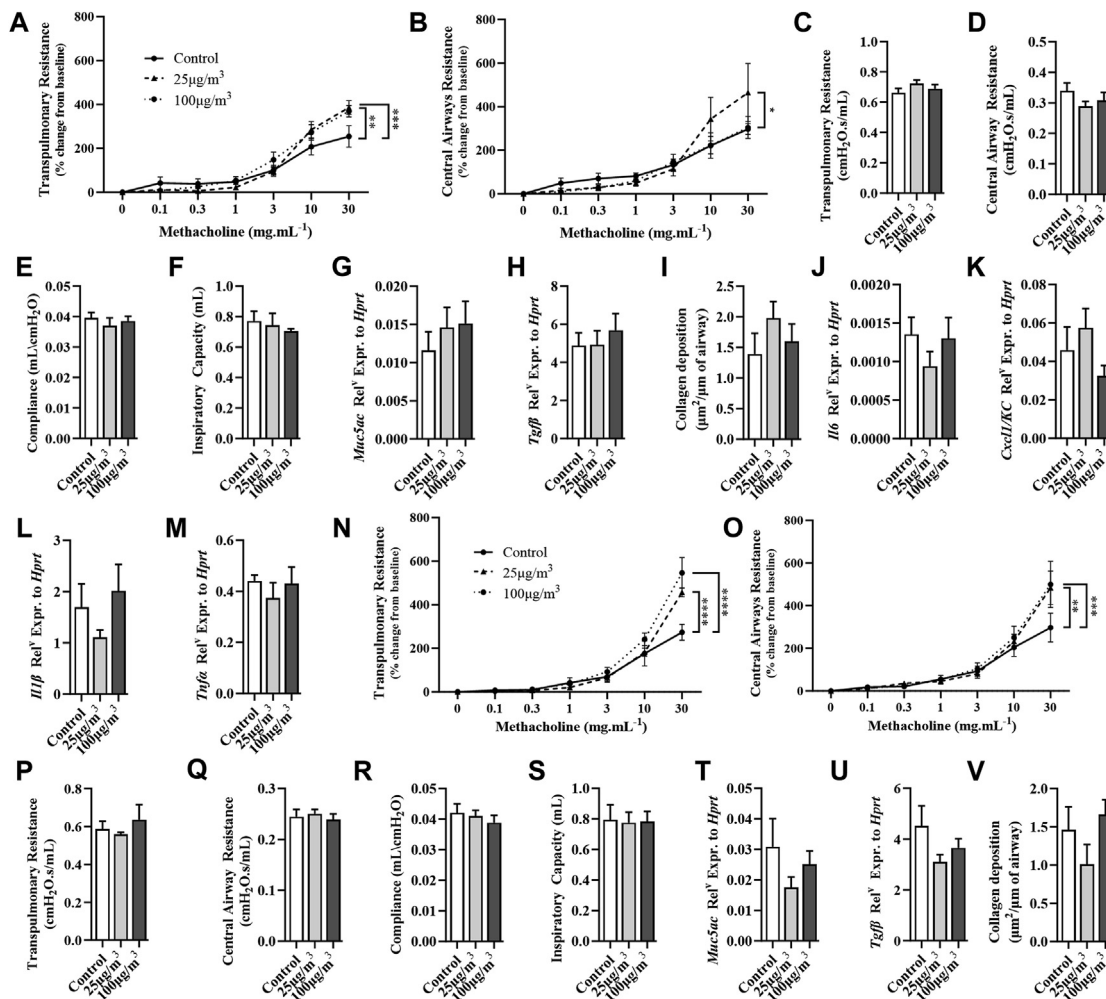 A
Transpulmonary Resistance
(% change from baseline)
800
600
400
200
0
Control
25µg/m³
100µg/m³
**
***
0 0.1 0.3 1 3 10 30
Methacholine (mg.mL⁻¹)
B
Central Airways Resistance
(% change from baseline)
800
600
400
200
0
*
0 0.1 0.3 1 3 10 30
Methacholine (mg.mL⁻¹)
C
Transpulmonary Resistance
(cmH₂O.s/mL)
1.0
0.8
0.6
0.4
0.2
0.0
Control
25µg/m³
100µg/m³
D
Central Airway Resistance
(cmH₂O.s/mL)
0.5
0.4
0.3
0.2
0.1
0.0
Control
25µg/m³
100µg/m³
E
Compliance (mL\cmH₂O)
0.05
0.04
0.03
0.02
0.01
0.00
Control
25µg/m³
100µg/m³
F
Inspiratory Capacity (mL)
1.0
0.8
0.6
0.4
0.2
0.0
Control
25µg/m³
100µg/m³
G
Muc5ac Relᵛ Expr. to Hprt
0.020
0.015
0.010
0.005
0.000
Control
25µg/m³
100µg/m³
H
Tgfβ Relᵛ Expr. to Hprt
8
6
4
2
0
Control
25µg/m³
100µg/m³
I
Collagen deposition
(µm²/µm of airway)
2.5
2.0
1.5
1.0
0.5
0.0
Control
25µg/m³
100µg/m³
J
Il6 Relᵛ Expr. to Hprt
0.0020
0.0015
0.0010
0.0005
0.0000
Control
25µg/m³
100µg/m³
K
Cxcl1/KC Relᵛ Expr. to Hprt
0.08
0.06
0.04
0.02
0.00
Control
25µg/m³
100µg/m³
L
Il1β Relᵛ Expr. to Hprt
3
2
1
0
Control
25µg/m³
100µg/m³
M
Tnfα Relᵛ Expr. to Hprt
0.6
0.4
0.2
0.0
Control
25µg/m³
100µg/m³
N
Transpulmonary Resistance
(% change from baseline)
800
600
400
200
0
Control
25µg/m³
100µg/m³
****
****
0 0.1 0.3 1 3 10 30
Methacholine (mg.mL⁻¹)
O
Central Airways Resistance
(% change from baseline)
800
600
400
200
0
**
***
0 0.1 0.3 1 3 10 30
Methacholine (mg.mL⁻¹)
P
Transpulmonary Resistance
(cmH₂O.s/mL)
0.8
0.6
0.4
0.2
0.0
Control
25µg/m³
100µg/m³
Q
Central Airway Resistance
(cmH₂O.s/mL)
0.3
0.2
0.1
0.0
Control
25µg/m³
100µg/m³
R
Compliance (mL\cmH₂O)
0.05
0.04
0.03
0.02
0.01
0.00
Control
25µg/m³
100µg/m³
S
Inspiratory Capacity (mL)
1.0
0.8
0.6
0.4
0.2
0.0
Control
25µg/m³
100µg/m³
T
Muc5ac Relᵛ Expr. to Hprt
0.05
0.04
0.03
0.02
0.01
0.00
Control
25µg/m³
100µg/m³
U
Tgfβ Relᵛ Expr. to Hprt
6
4
2
0
Control
25µg/m³
100µg/m³
V
Collagen deposition
(µm²/µm of airway)
2.0
1.5
1.0
0.5
0.0
Control
25µg/m³
100µg/m³